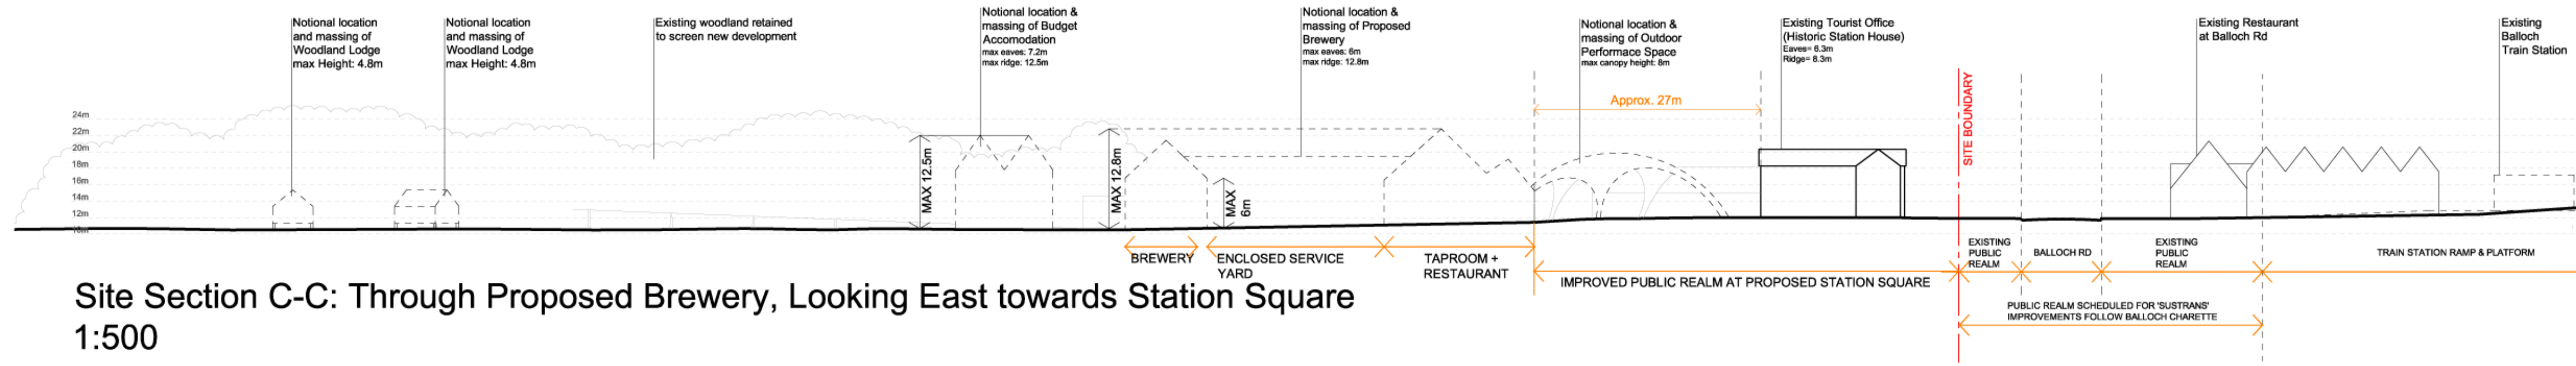 Notional location
and massing of
Woodland Lodge
max Height: 4.8m
Notional location
and massing of
Woodland Lodge
max Height: 4.8m
Existing woodland retained
to screen new development
Notional location &
massing of Budget
Accomodation
max eaves: 7.2m
max ridge: 12.5m
Notional location &
massing of Proposed
Brewery
max eaves: 6m
max ridge: 12.8m
Notional location &
massing of Outdoor
Performace Space
max canopy height: 8m
Existing Tourist Office
(Historic Station House)
Eaves= 6.3m
Ridge= 8.3m
Existing Restaurant
at Balloch Rd
Existing
Balloch
Train Station
SITE BOUNDARY
Approx. 27m
24m
22m
20m
18m
16m
14m
12m
10m
MAX 12.5m
MAX 12.8m
MAX
6m
BREWERY
ENCLOSED SERVICE
YARD
TAPROOM +
RESTAURANT
IMPROVED PUBLIC REALM AT PROPOSED STATION SQUARE
EXISTING
PUBLIC
REALM
BALLOCH RD
EXISTING
PUBLIC
REALM
TRAIN STATION RAMP & PLATFORM
PUBLIC REALM SCHEDULED FOR 'SUSTRANS'
IMPROVEMENTS FOLLOW BALLOCH CHARETTE
Site Section C-C: Through Proposed Brewery, Looking East towards Station Square
1:500